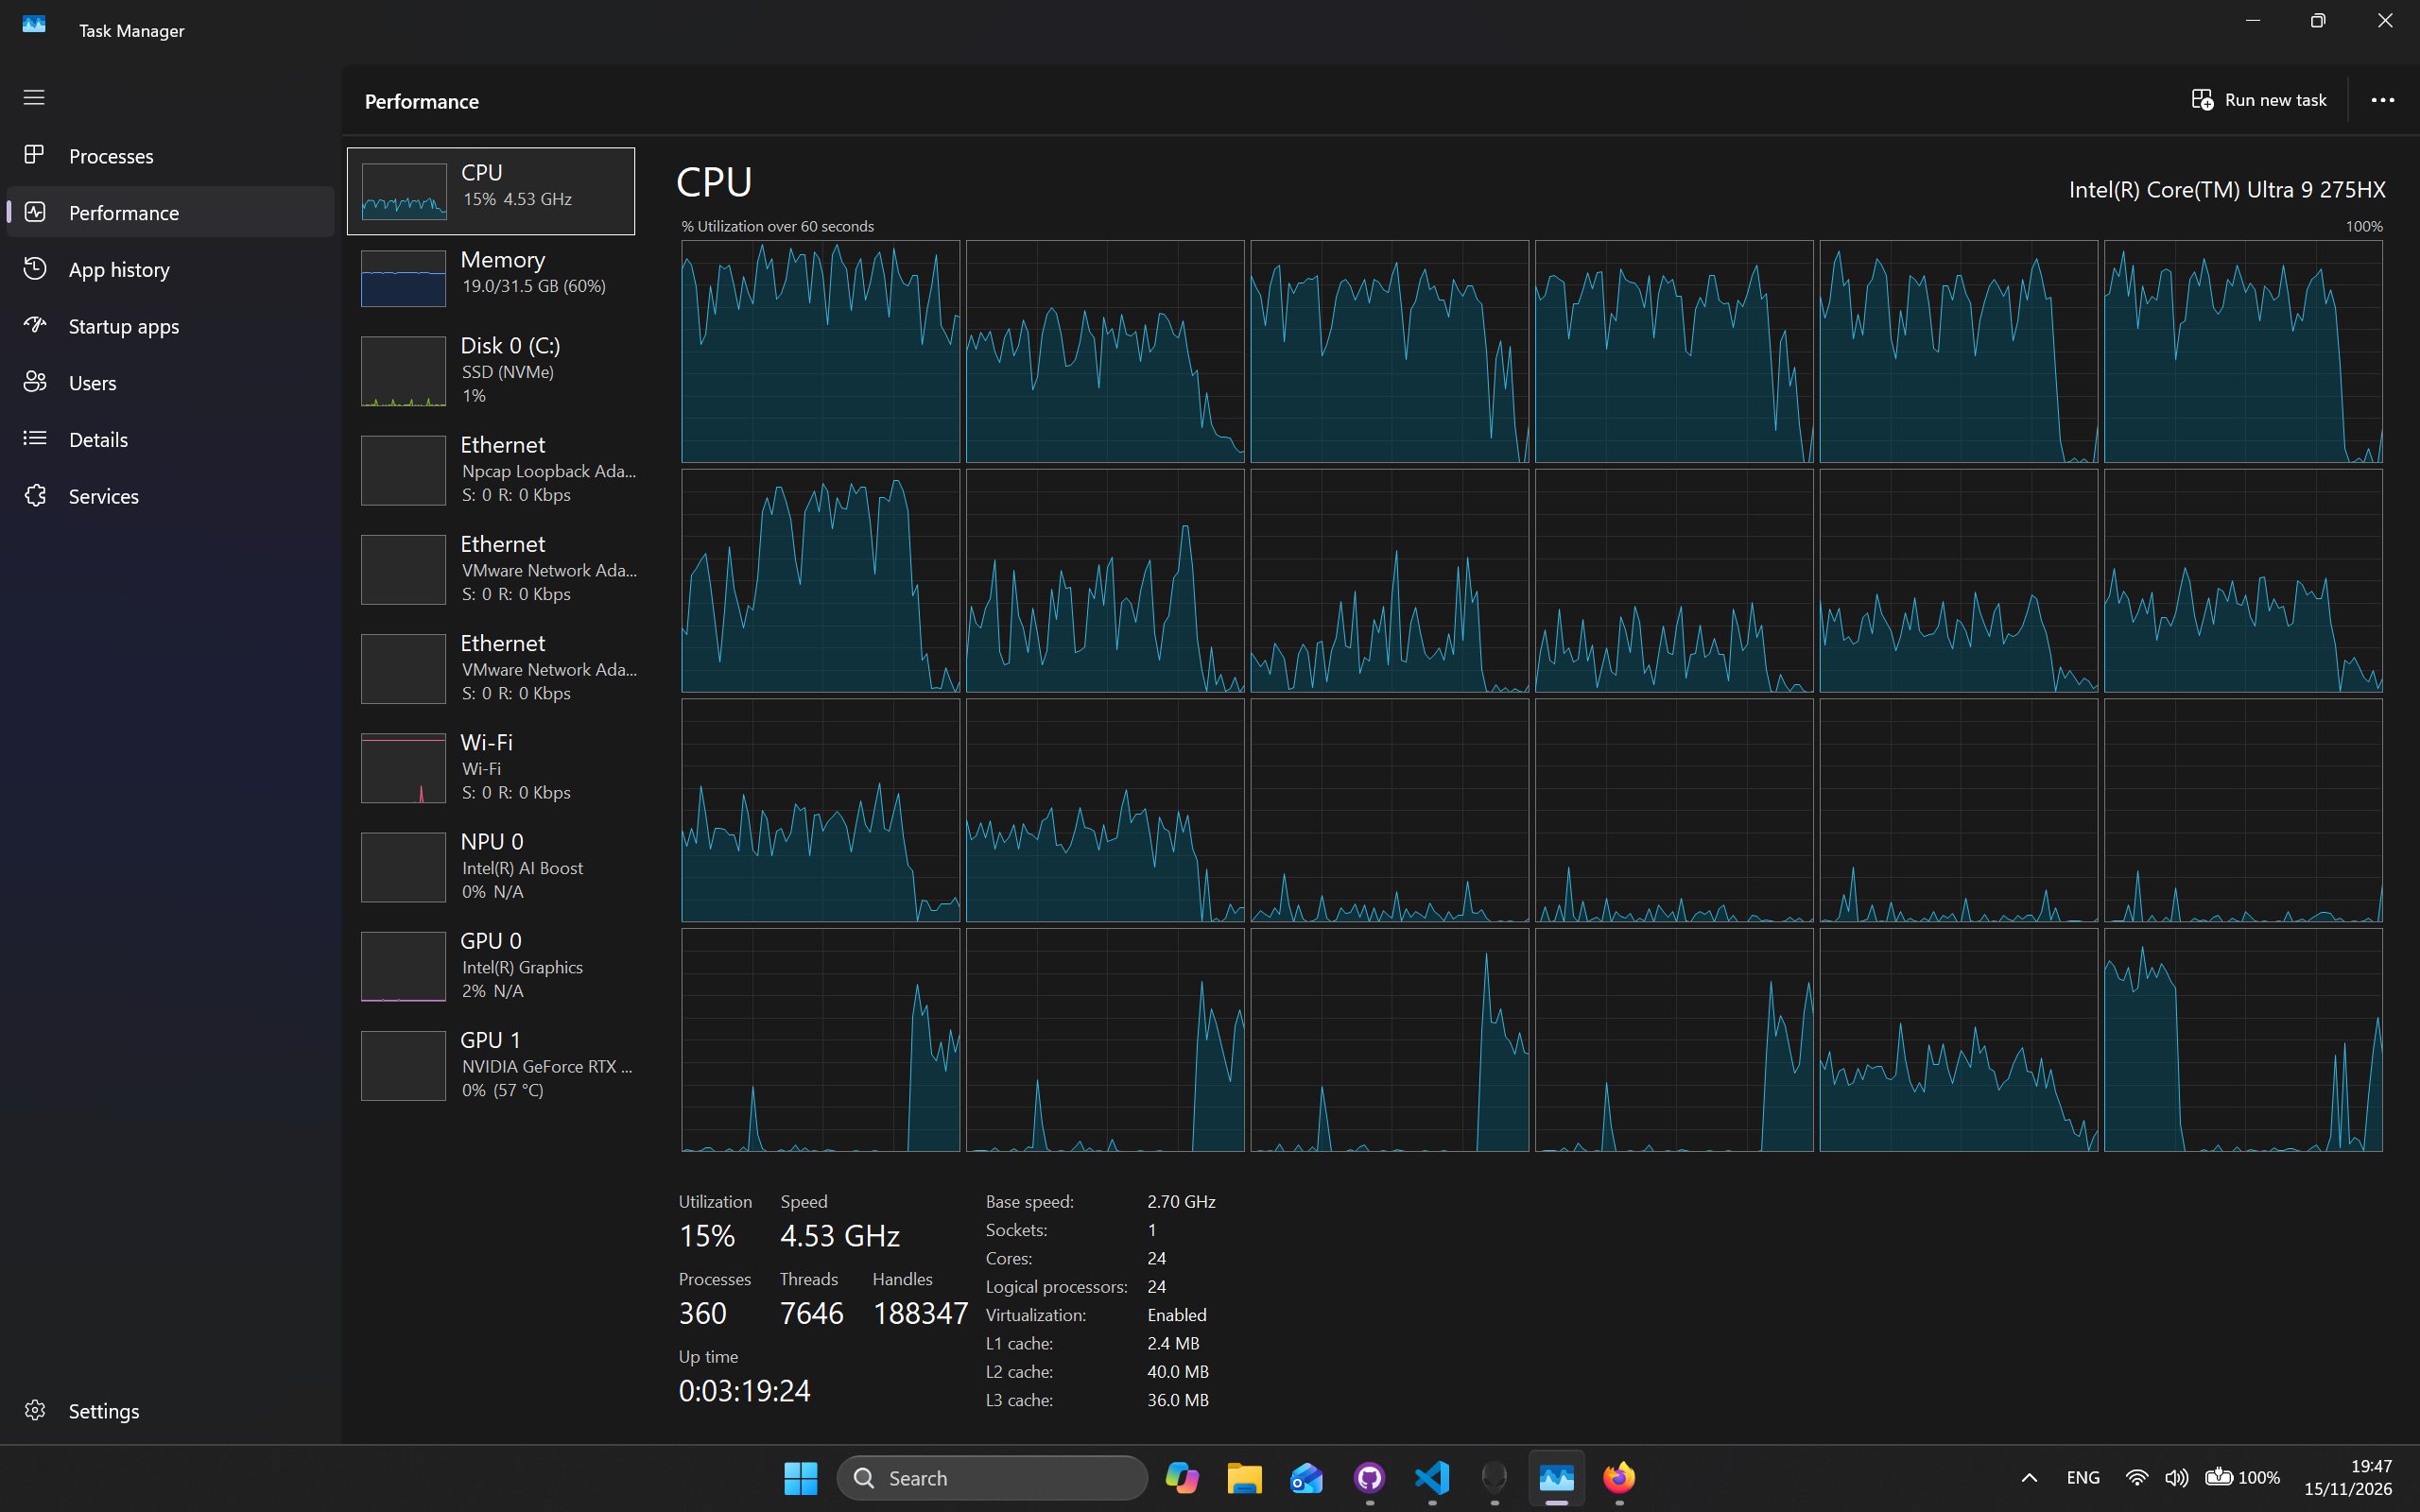 Task Manager
Performance
Run new task
Processes
Performance
App history
Startup apps
Users
Details
Services
Settings
CPU
15% 4.53 GHz
Memory
19.0/31.5 GB (60%)
Disk 0 (C:)
SSD (NVMe)
1%
Ethernet
Npcap Loopback Ada...
S: 0 R: 0 Kbps
Ethernet
VMware Network Ada...
S: 0 R: 0 Kbps
Ethernet
VMware Network Ada...
S: 0 R: 0 Kbps
Wi-Fi
Wi-Fi
S: 0 R: 0 Kbps
NPU 0
Intel(R) AI Boost
0% N/A
GPU 0
Intel(R) Graphics
2% N/A
GPU 1
NVIDIA GeForce RTX ...
0% (57 °C)
CPU
Intel(R) Core(TM) Ultra 9 275HX
% Utilization over 60 seconds
100%
Utilization Speed
15% 4.53 GHz
Processes Threads Handles
360 7646 188347
Up time
0:03:19:24
Base speed: 2.70 GHz
Sockets: 1
Cores: 24
Logical processors: 24
Virtualization: Enabled
L1 cache: 2.4 MB
L2 cache: 40.0 MB
L3 cache: 36.0 MB
Search
ENG
100%
19:47
15/11/2026